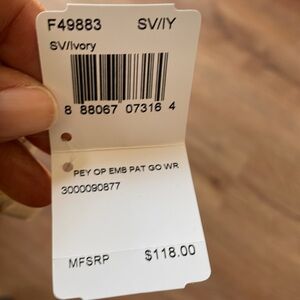 F49883 SV/IY
SV/Ivory
8 88067 07316 4
PEY OP EMB PAT GO WR
3000090877
MFSRP $118.00